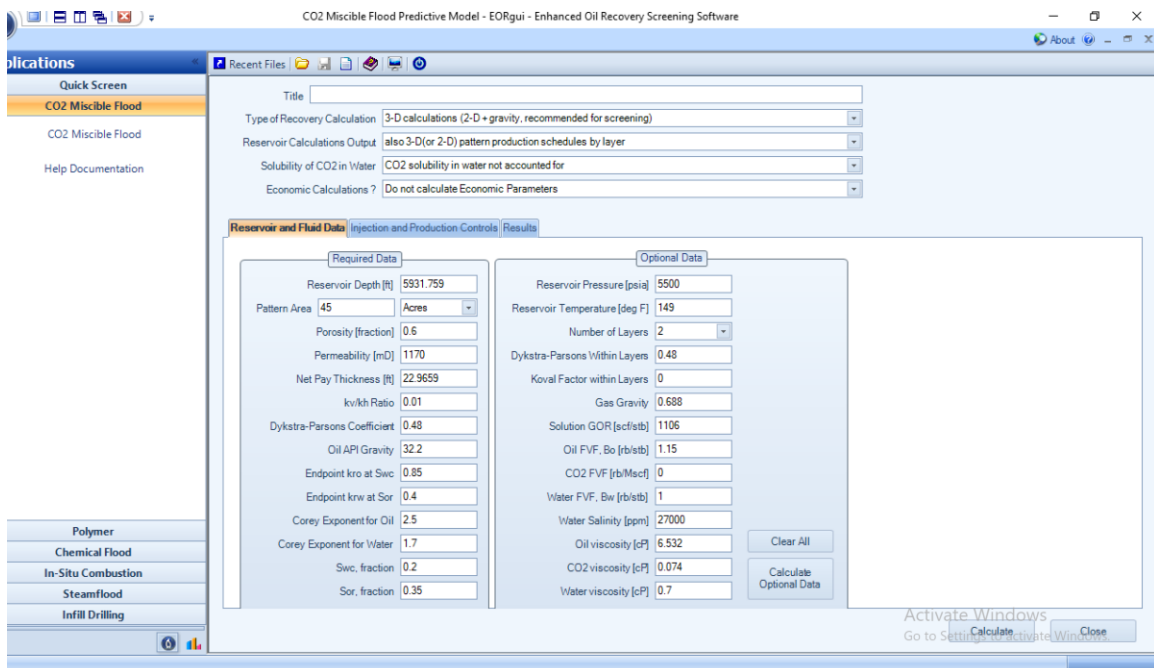 CO2 Miscible Flood Predictive Model - EORgui - Enhanced Oil Recovery Screening Software
About
plications
Recent Files
Quick Screen
CO2 Miscible Flood
CO2 Miscible Flood
Help Documentation
Title
Type of Recovery Calculation 3-D calculations (2-D + gravity, recommended for screening)
Reservoir Calculations Output also 3-D(or 2-D) pattern production schedules by layer
Solubility of CO2 in Water CO2 solubility in water not accounted for
Economic Calculations ? Do not calculate Economic Parameters
Reservoir and Fluid Data Injection and Production Controls Results
Required Data
Reservoir Depth [ft] 5931.759
Pattern Area 45 Acres
Porosity [fraction] 0.6
Permeability [mD] 1170
Net Pay Thickness [ft] 22.9659
kv/kh Ratio 0.01
Dykstra-Parsons Coefficient 0.48
Oil API Gravity 32.2
Endpoint kro at Swc 0.85
Endpoint krw at Sor 0.4
Corey Exponent for Oil 2.5
Corey Exponent for Water 1.7
Swc, fraction 0.2
Sor, fraction 0.35
Optional Data
Reservoir Pressure [psia] 5500
Reservoir Temperature [deg F] 149
Number of Layers 2
Dykstra-Parsons Within Layers 0.48
Koval Factor within Layers 0
Gas Gravity 0.688
Solution GOR [scf/stb] 1106
Oil FVF, Bo [rb/stb] 1.15
CO2 FVF [rb/Mscf] 0
Water FVF, Bw [rb/stb] 1
Water Salinity [ppm] 27000
Oil viscosity [cP] 6.532
CO2 viscosity [cP] 0.074
Water viscosity [cP] 0.7
Clear All
Calculate
Optional Data
Polymer
Chemical Flood
In-Situ Combustion
Steamflood
Infill Drilling
Activate Windows
Go to Settings to activate Windows.
Calculate
Close